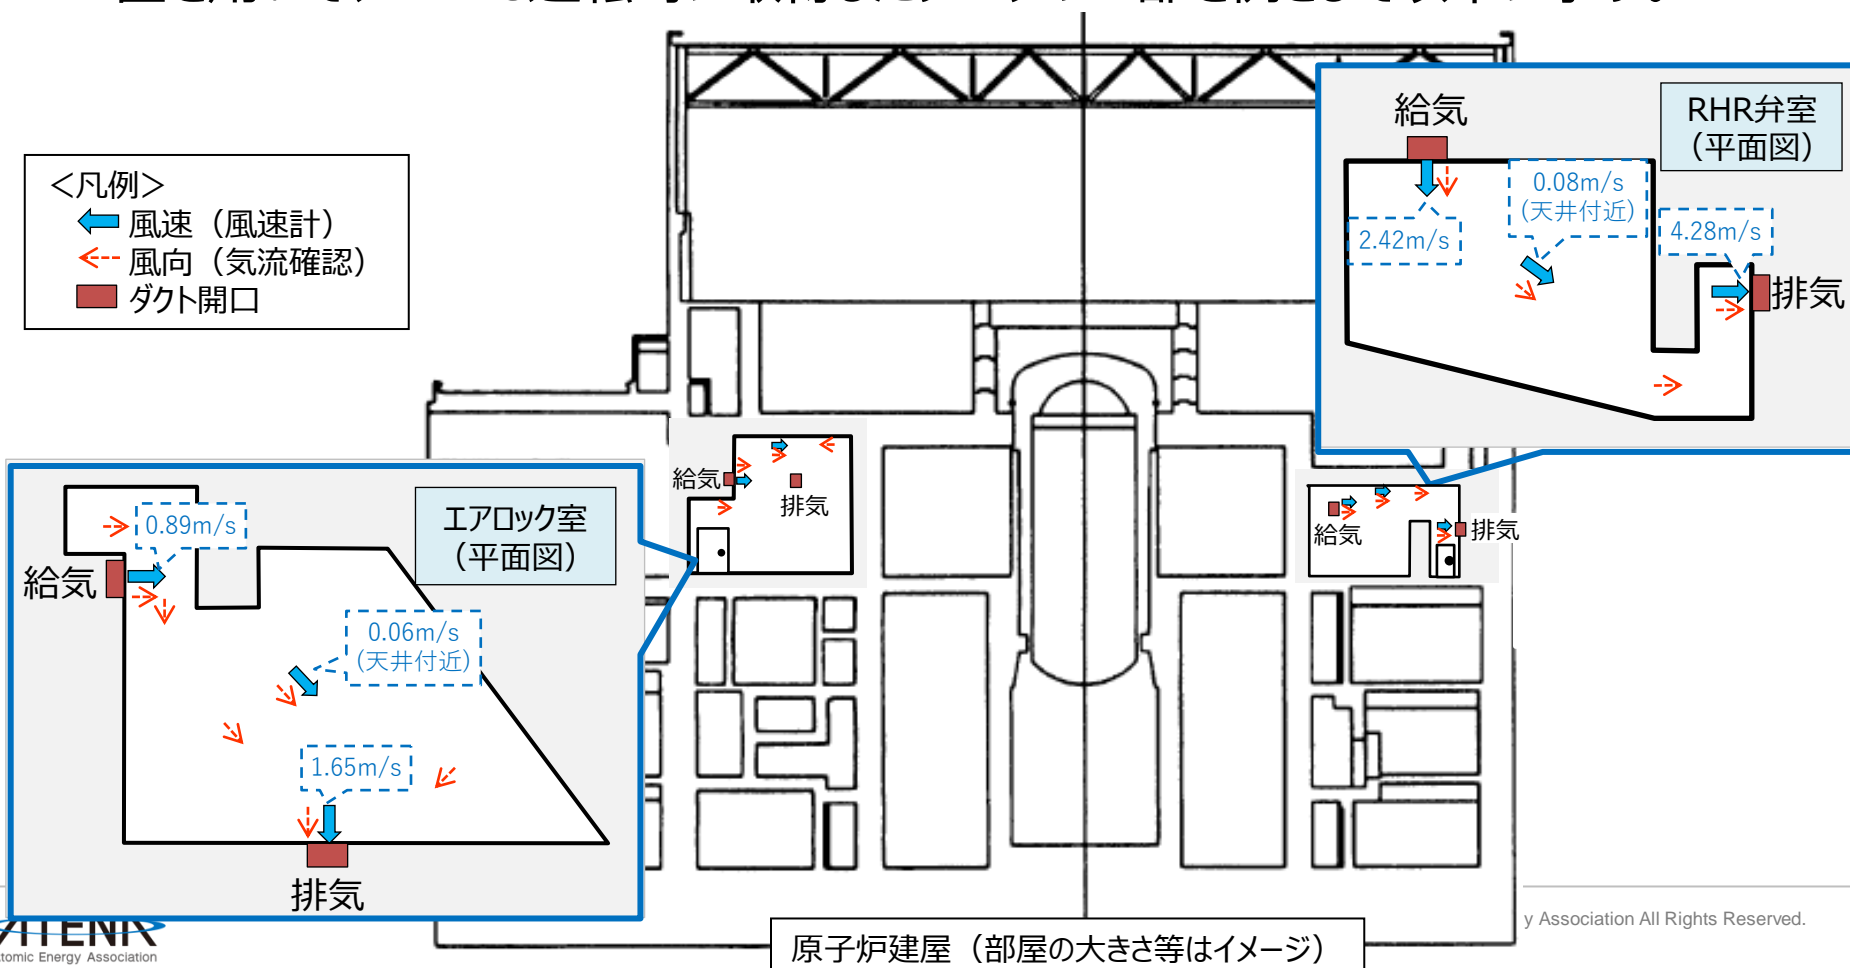 <凡例>
風速（風速計）
風向（気流確認）
ダクト開口
給気
RHR弁室
（平面図）
0.08m/s
(天井付近)
2.42m/s
4.28m/s
排気
給気
排気
給気
排気
エアロック室
（平面図）
0.89m/s
給気
0.06m/s
(天井付近)
1.65m/s
排気
原子炉建屋（部屋の大きさ等はイメージ）
ATENA
tomic Energy Association
y Association All Rights Reserved.